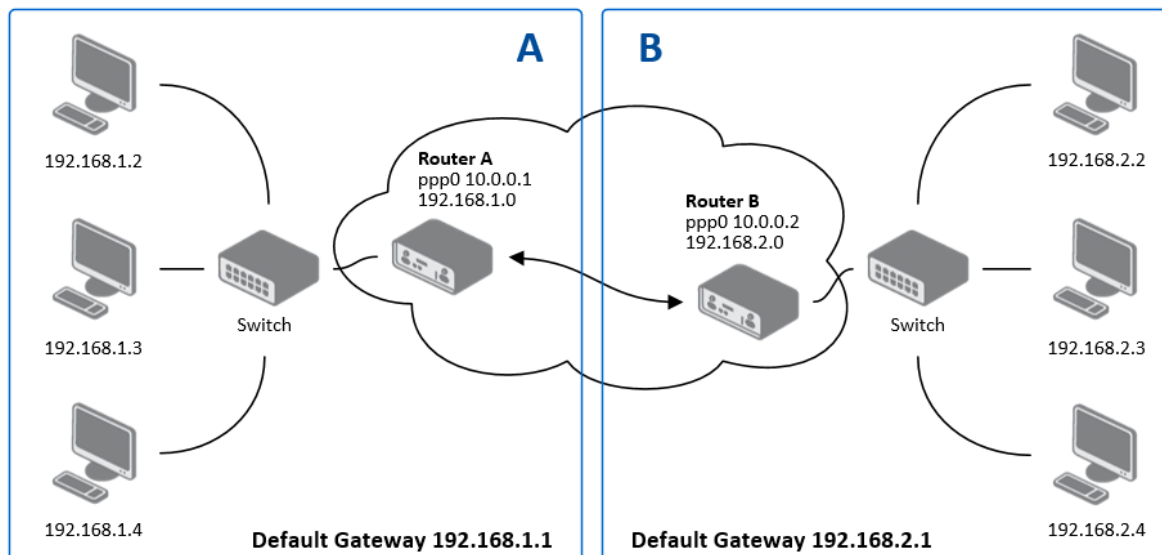 A
B
192.168.1.2
192.168.1.3
192.168.1.4
Switch
Router A
ppp0 10.0.0.1
192.168.1.0
Router B
ppp0 10.0.0.2
192.168.2.0
Switch
192.168.2.2
192.168.2.3
192.168.2.4
Default Gateway 192.168.1.1
Default Gateway 192.168.2.1